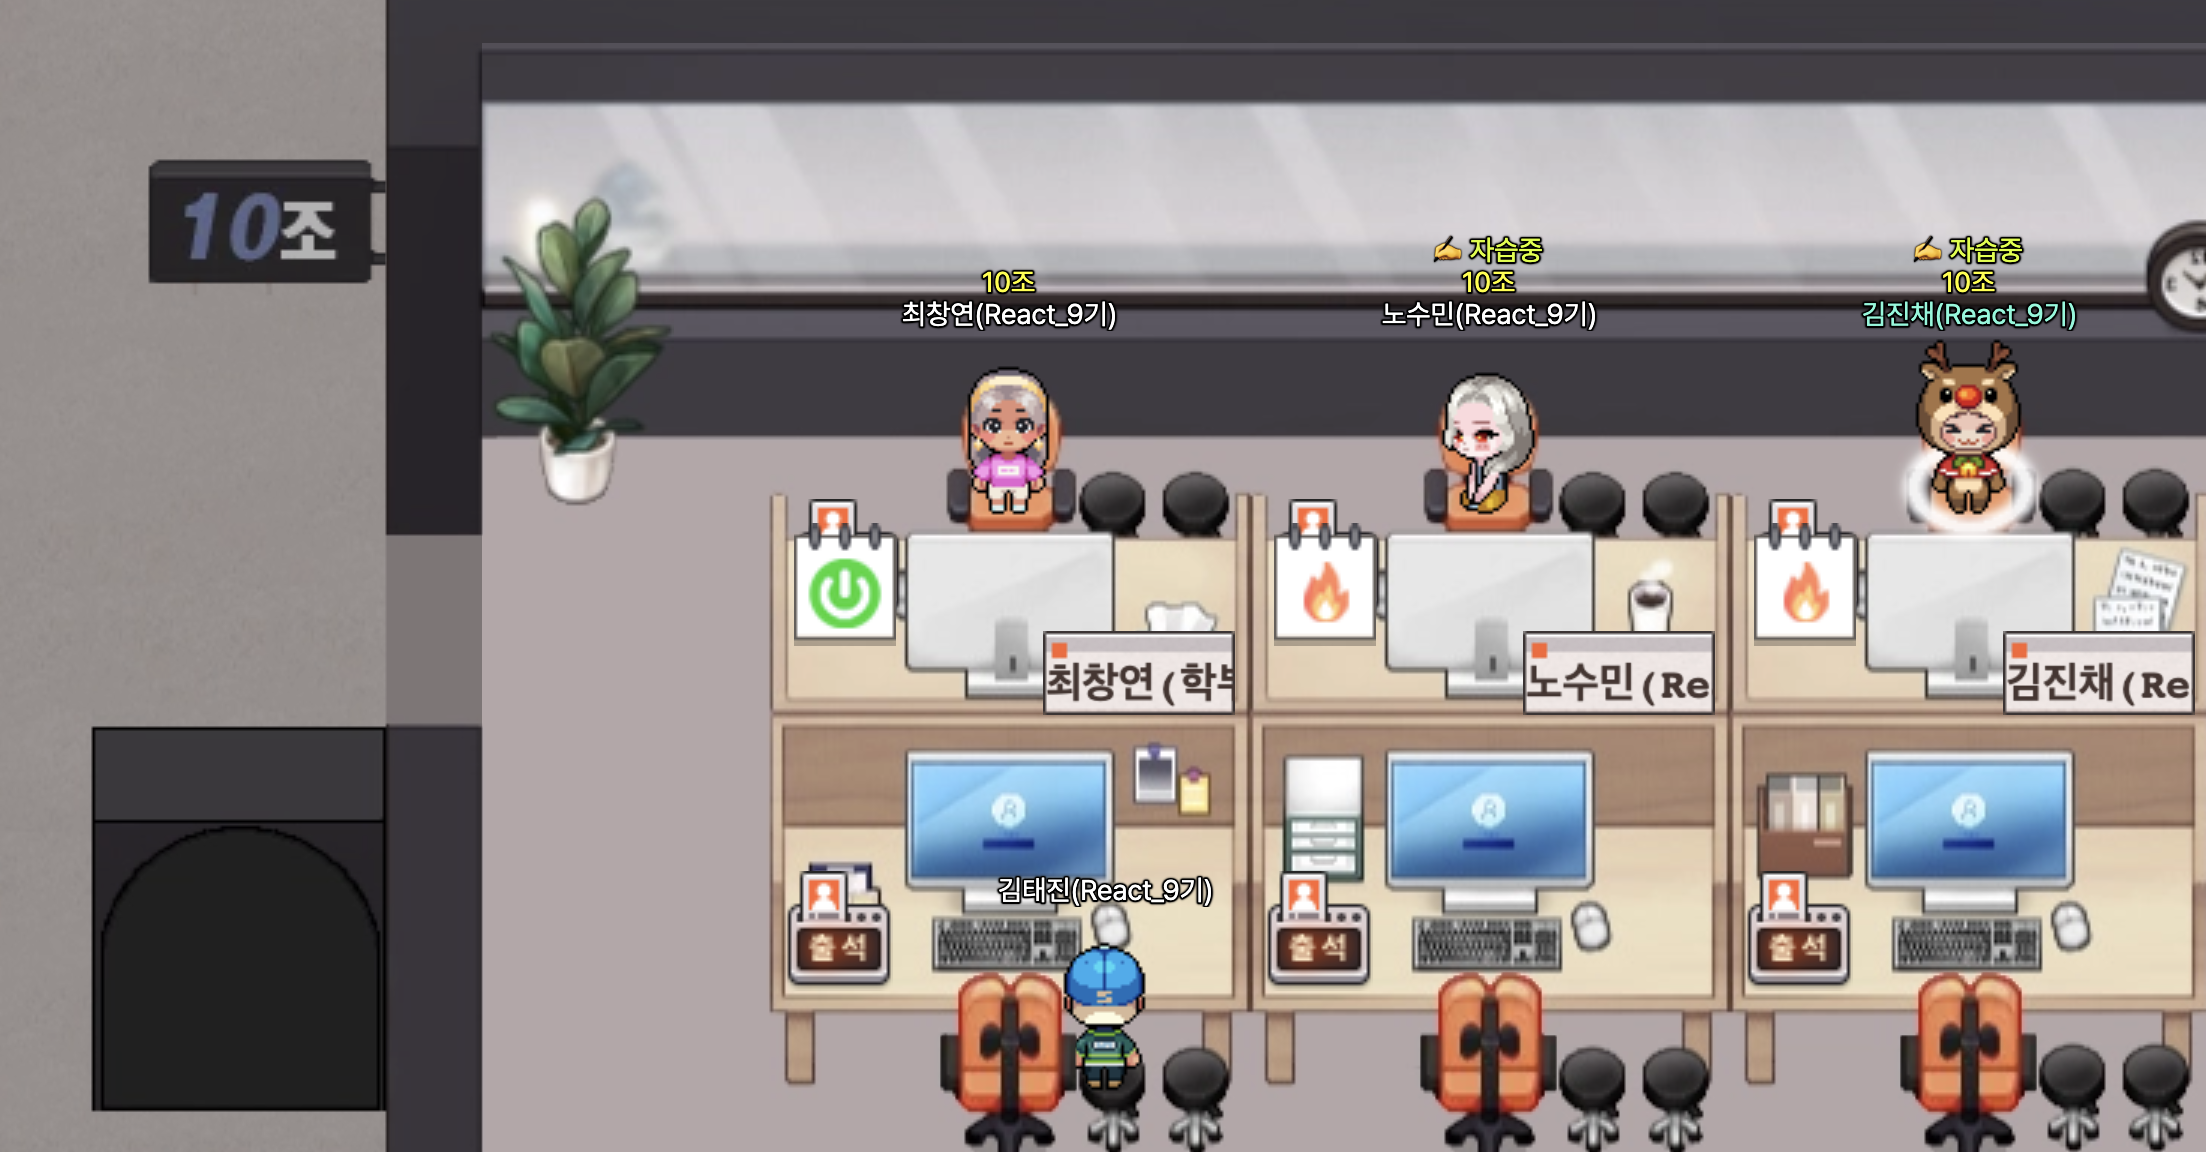 10조
✍ 자습중
✍ 자습중
10조
10조
10조
최창연(React_9기)
노수민(React_9기)
김진채(React_9기)
최창연(학부
노수민(Re
김진채(Re
김태진(React_9기)
출석
출석
출석